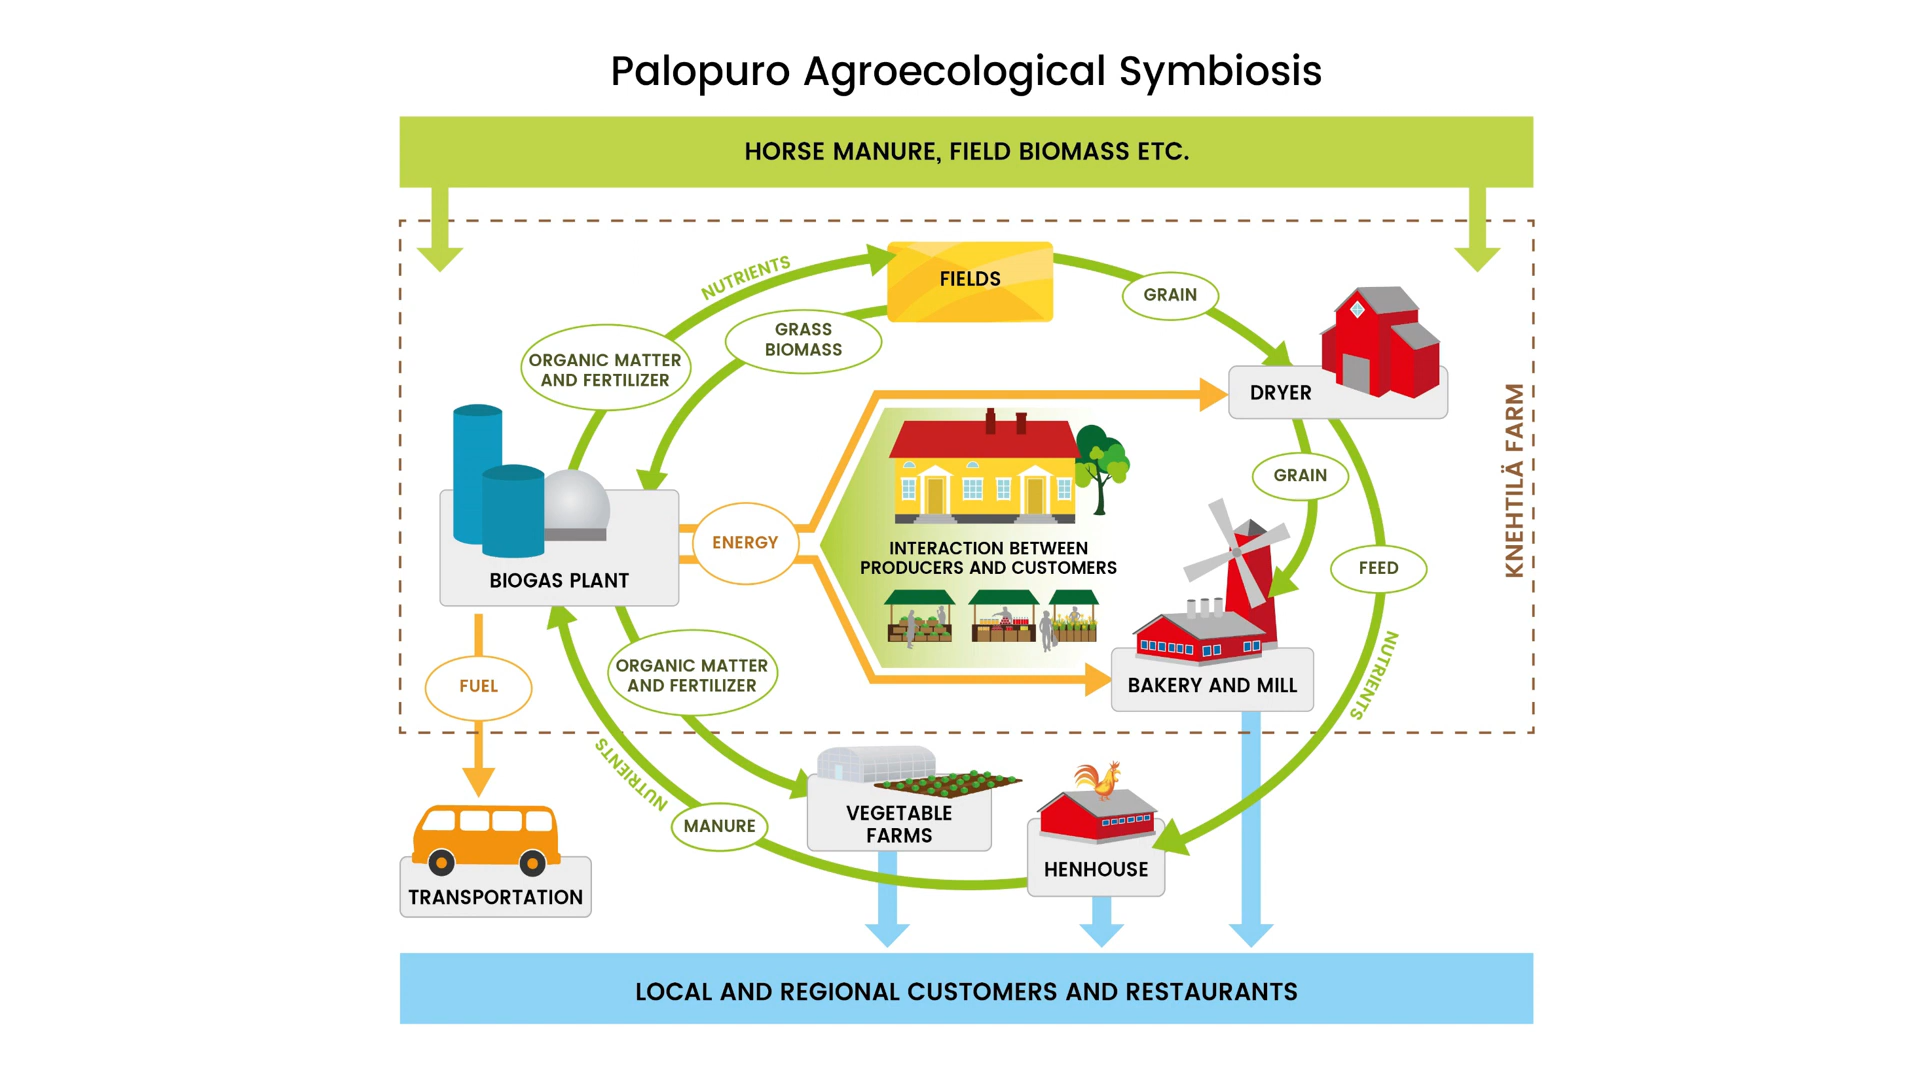 Palopuro Agroecological Symbiosis
HORSE MANURE, FIELD BIOMASS ETC.
NUTRIENTS
FIELDS
GRAIN
GRASS
BIOMASS
ORGANIC MATTER
AND FERTILIZER
DRYER
KNEHTILÄ FARM
GRAIN
ENERGY
INTERACTION BETWEEN
PRODUCERS AND CUSTOMERS
FEED
BIOGAS PLANT
NUTRIENTS
ORGANIC MATTER
AND FERTILIZER
FUEL
BAKERY AND MILL
NUTRIENTS
MANURE
VEGETABLE
FARMS
HENHOUSE
TRANSPORTATION
LOCAL AND REGIONAL CUSTOMERS AND RESTAURANTS